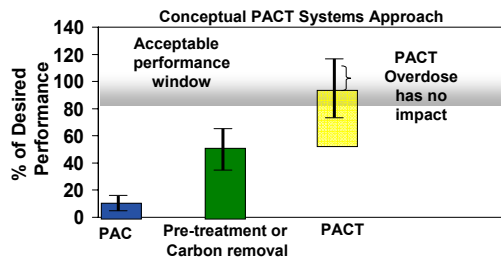 Conceptual PACT Systems Approach
% of Desired
Performance
140
120
100
80
60
40
20
0
Acceptable
performance
window
PACT
Overdose
has no
impact
PAC
Pre-treatment or
Carbon removal
PACT